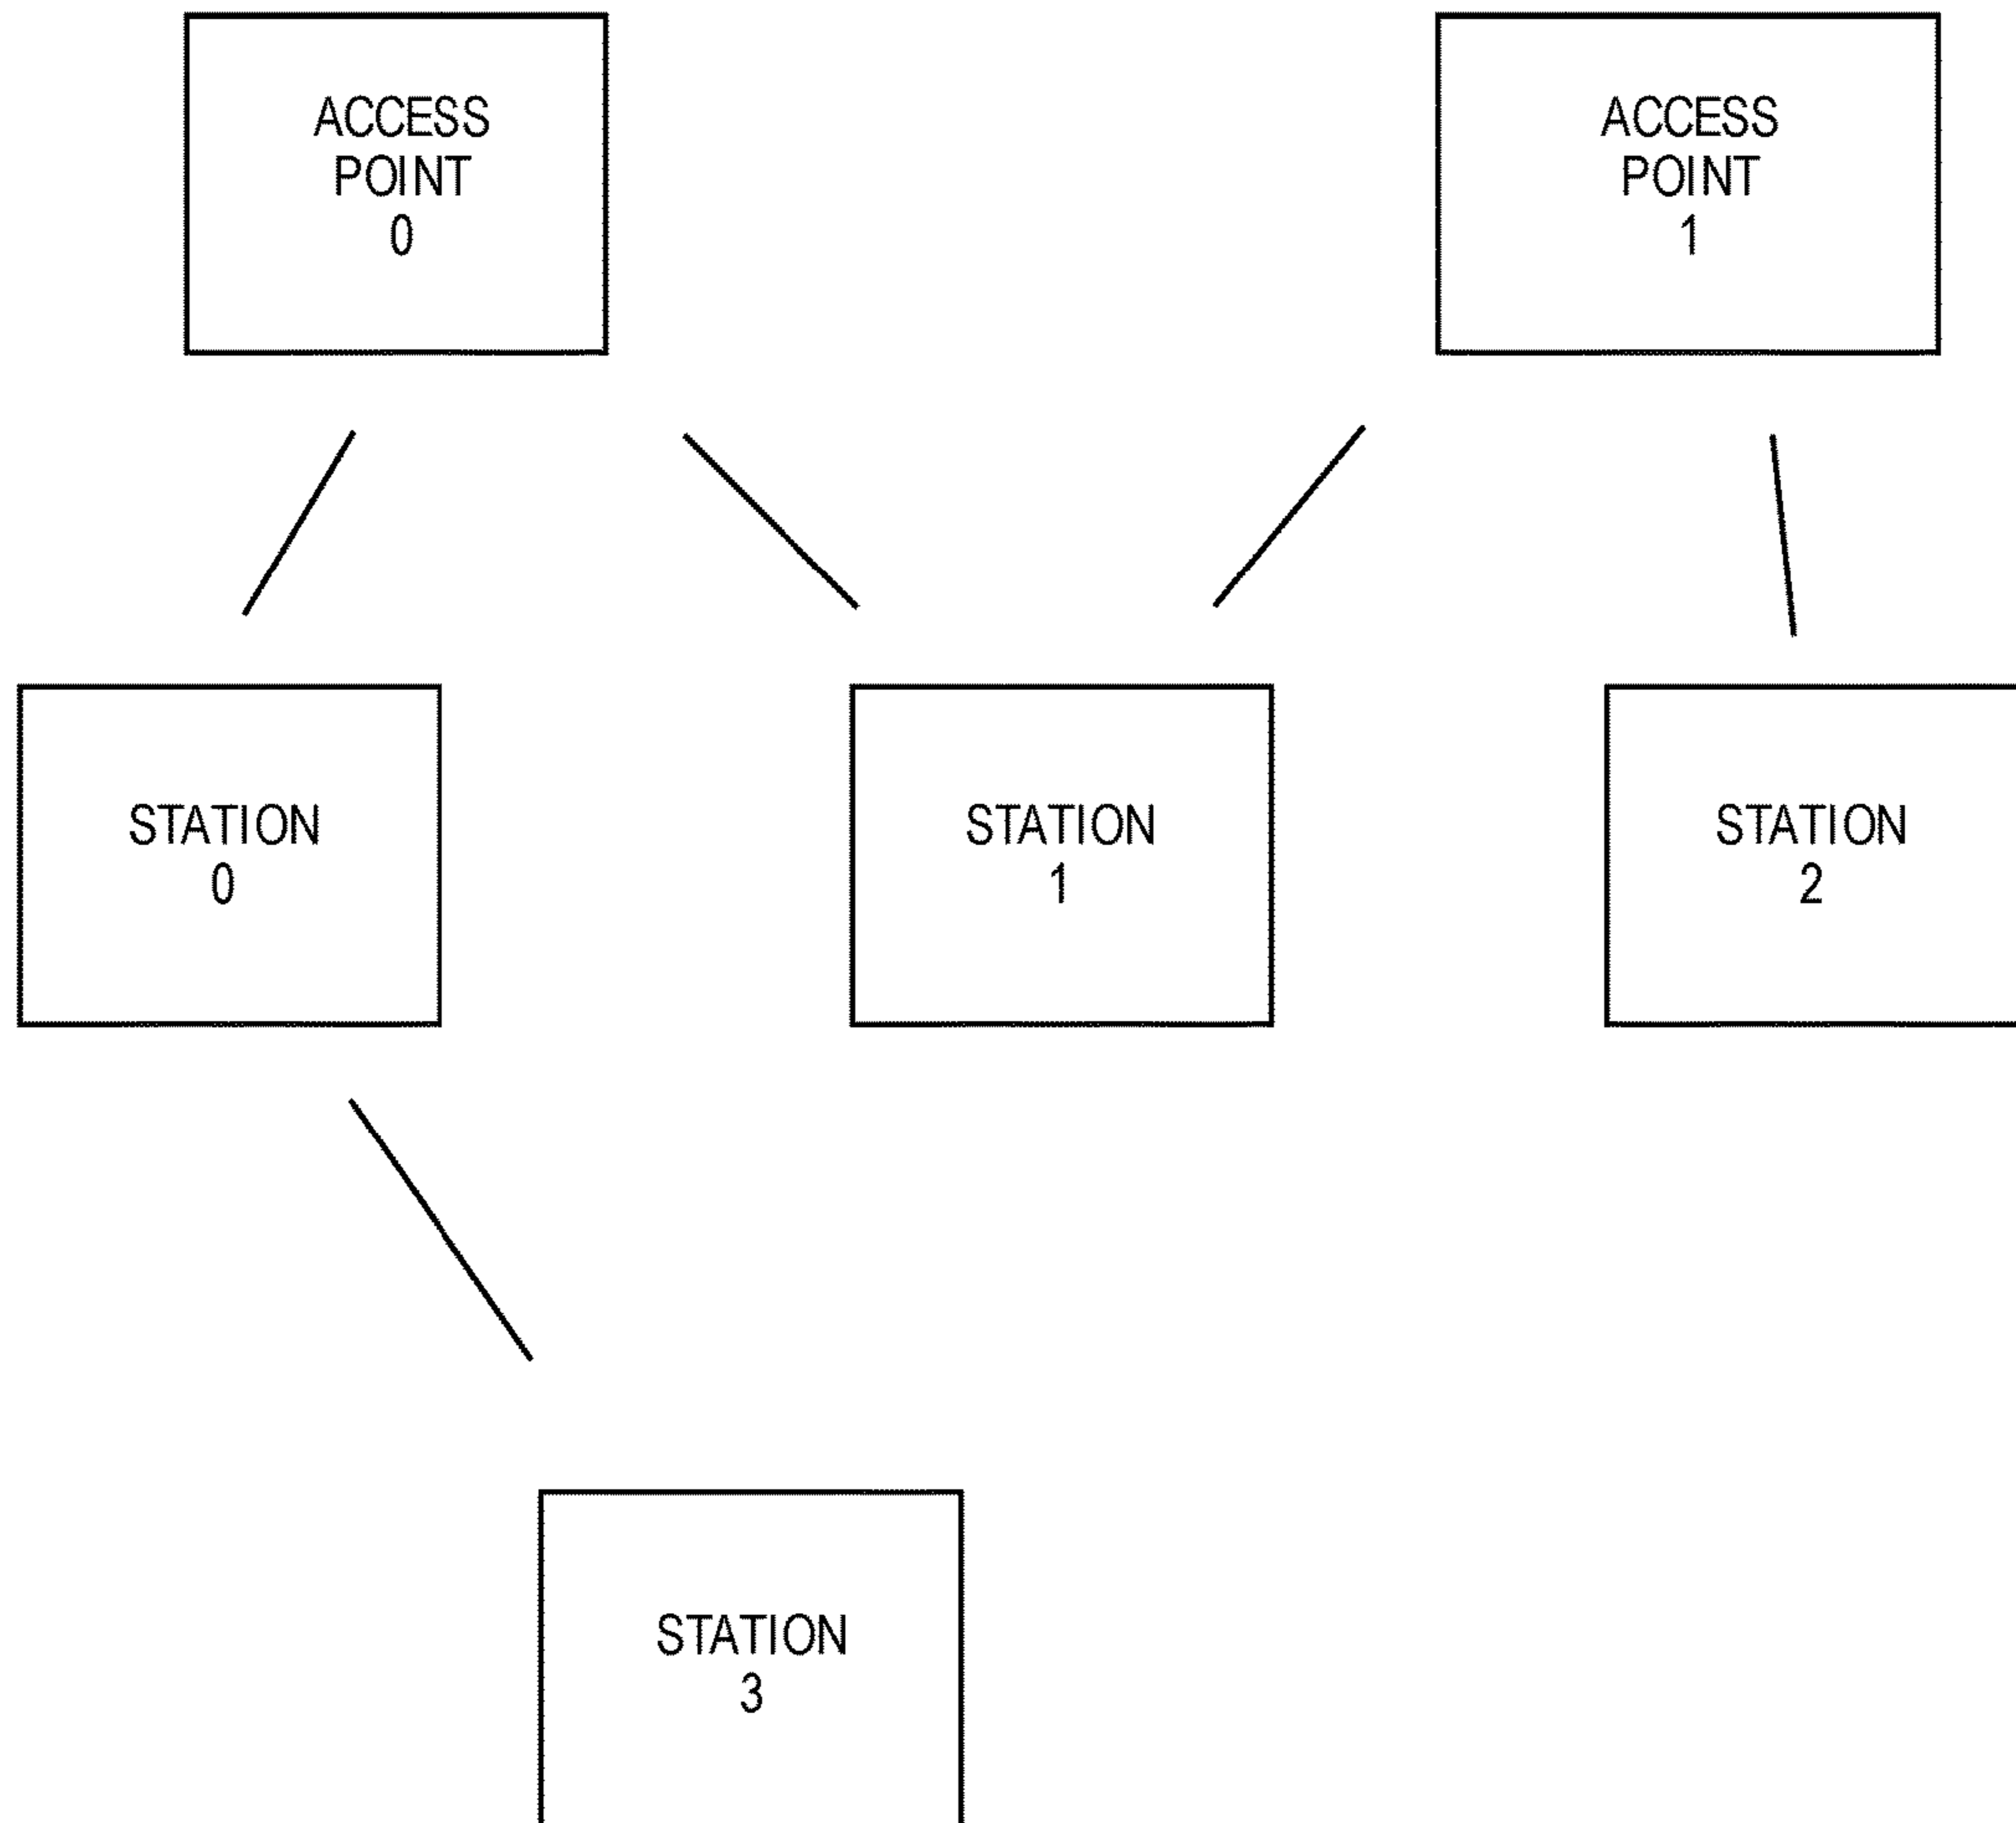 ACCESS
POINT
0
ACCESS
POINT
1
STATION
0
STATION
1
STATION
2
STATION
3